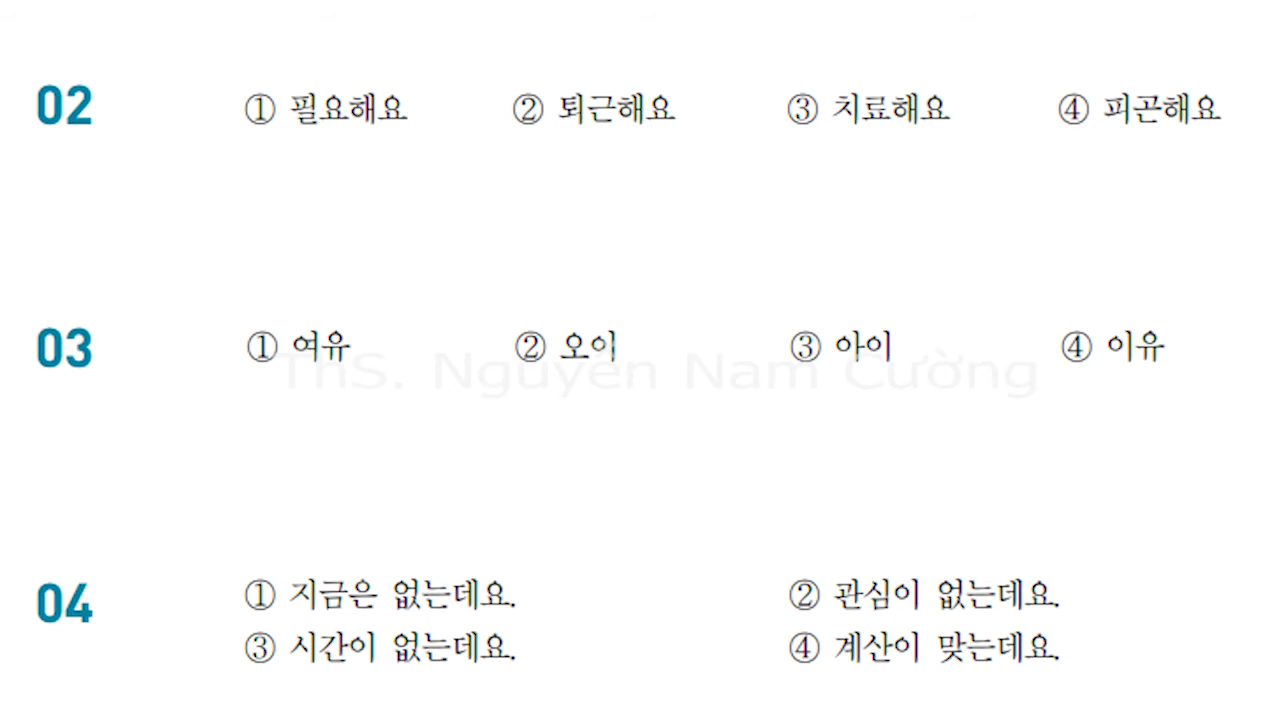 02 ① 필요해요 ② 퇴근해요 ③ 치료해요 ④ 피곤해요
03 ① 여유 ② 오이 ③ 아이 ④ 이유
ThS. Nguyễn Nam Cường
04 ① 지금은 없는데요. ② 관심이 없는데요.
③ 시간이 없는데요. ④ 계산이 맞는데요.